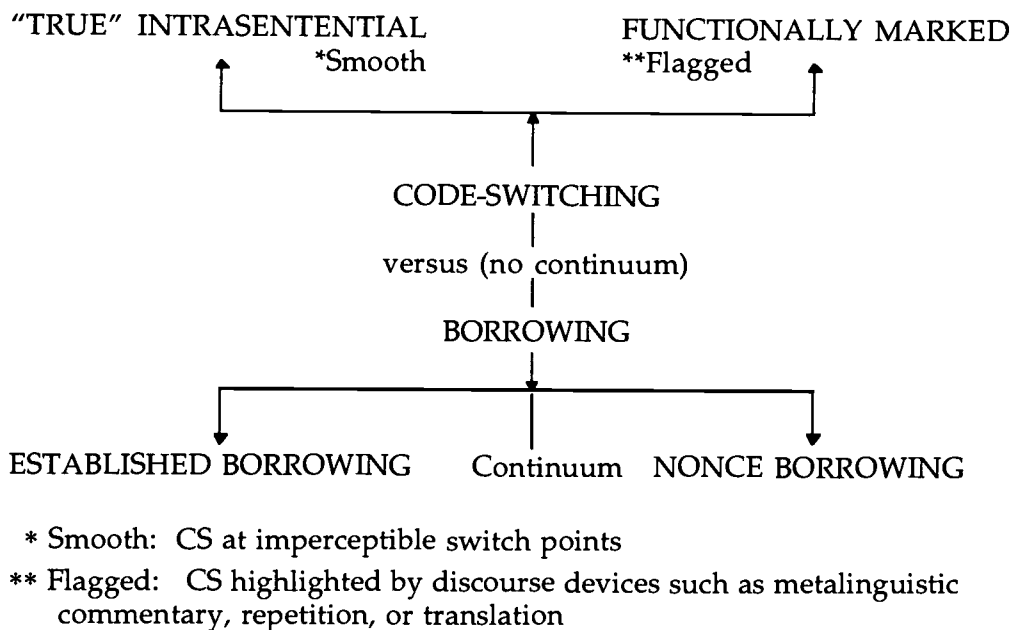 "TRUE" INTRASENTENTIAL FUNCTIONALLY MARKED
*Smooth **Flagged
CODE-SWITCHING
versus (no continuum)
BORROWING
ESTABLISHED BORROWING Continuum NONCE BORROWING
* Smooth: CS at imperceptible switch points
** Flagged: CS highlighted by discourse devices such as metalinguistic
commentary, repetition, or translation